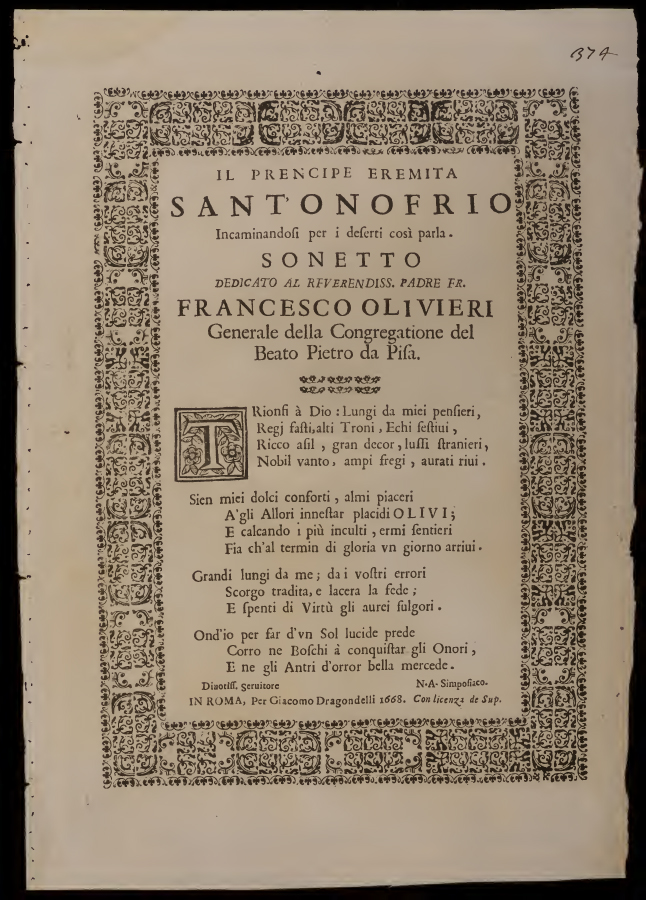 374
IL PRENCIPE EREMITA
SANT'ONOFRIO
Incaminandoſi per i deſerti così parla.
SONETTO
DEDICATO AL REVERENDISS. PADRE FR.
FRANCESCO OLIVIERI
Generale della Congregatione del
Beato Pietro da Piſa.
TRionfi à Dio : Lungi da miei penſieri,
Regj faſti, alti Troni, Echi feſtiui,
Ricco aſil, gran decor, luſſi ſtranieri,
Nobil vanto, ampi fregi, aurati riui.
Sien miei dolci conforti, almi piaceri
A'gli Allori inneſtar placidi OLIVI;
E calcando i più inculti, ermi ſentieri
Fia ch'al termin di gloria vn giorno arriui.
Grandi lungi da me; da i voſtri errori
Scorgo tradita, e lacera la fede;
E ſpenti di Virtù gli aurei fulgori.
Ond'io per far d'vn Sol lucide prede
Corro ne Boſchi à conquiſtar gli Onori,
E ne gli Antri d'orror bella mercede.
Diuotiſſ. Seruitore N.A. Simpoſiaco.
IN ROMA, Per Giacomo Dragondelli 1668. Con licenza de Sup.